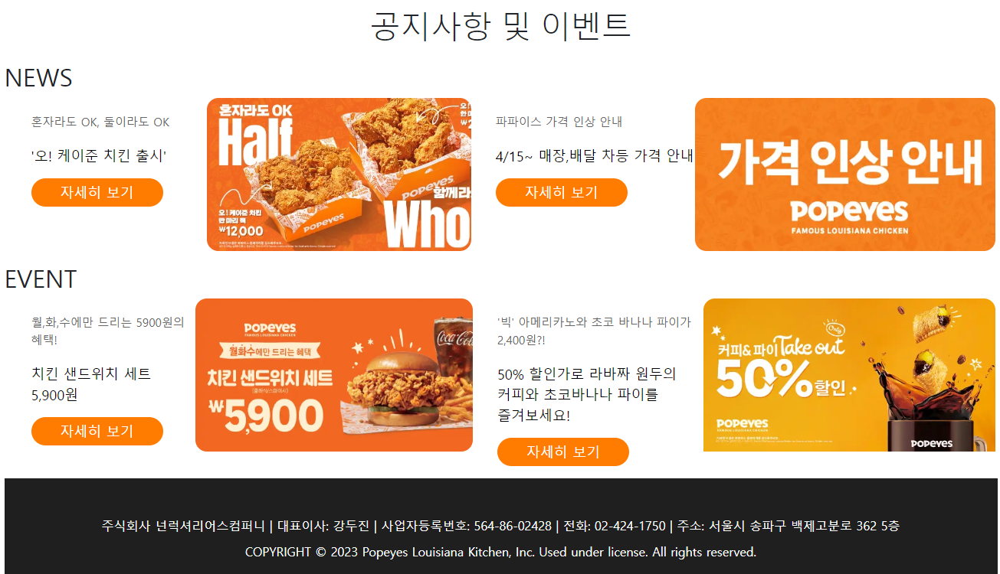 공지사항 및 이벤트
NEWS
혼자라도 OK, 둘이라도 OK
'오! 케이준 치킨 출시'
자세히 보기
혼자라도 OK
Half
POPEYES
함께라
Who
오! 케이준 치킨
반마리 팩
₩12,000
POPEYES
파파이스 가격 인상 안내
4/15~ 매장,배달 차등 가격 안내
자세히 보기
가격 인상 안내
POPEYES
FAMOUS LOUISIANA CHICKEN
EVENT
월,화,수에만 드리는 5900원의
혜택!
치킨 샌드위치 세트
5,900원
자세히 보기
POPEYES
FAMOUS LOUISIANA CHICKEN
월화수에만 드리는 혜택
치킨 샌드위치 세트
(클래식/스파이시)
₩5,900
Coca-Co
'빅' 아메리카노와 초코 바나나 파이가
2,400원?!
50% 할인가로 라바짜 원두의
커피와 초코바나나 파이를
즐겨보세요!
자세히 보기
Only
커피&파이 Take out
50% 할인
POPEYES
FAMOUS LOUISIANA CHICKEN
POPEYES
주식회사 넌럭셔리어스컴퍼니 | 대표이사: 강두진 | 사업자등록번호: 564-86-02428 | 전화: 02-424-1750 | 주소: 서울시 송파구 백제고분로 362 5층
COPYRIGHT © 2023 Popeyes Louisiana Kitchen, Inc. Used under license. All rights reserved.